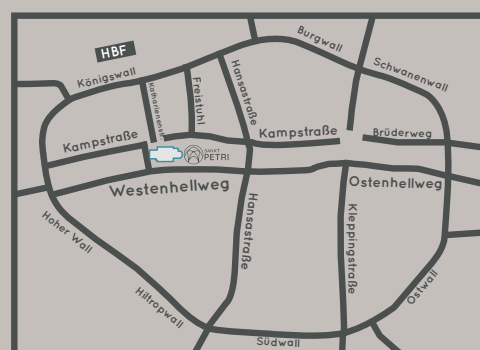 HBF
Burgwall
Königswall
Schwanenwall
Katharinenstr.
Freistuhl
Hansastraße
Kampstraße
Kampstraße
Brüderweg
SANKT
PETRI
Westenhellweg
Ostenhellweg
Hoher Wall
Hansastraße
Kleppingstraße
Hiltropwall
Ostwall
Südwall